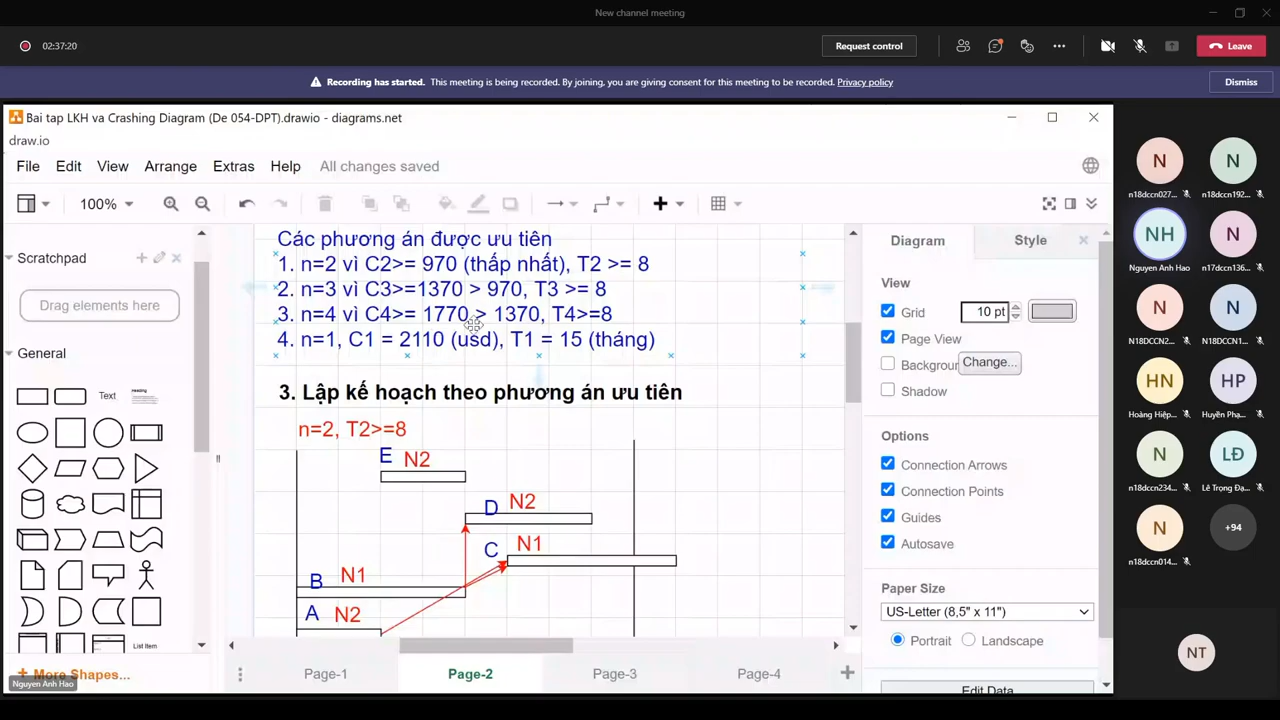 New channel meeting
02:37:20
Request control
Leave
Recording has started. This meeting is being recorded. By joining, you are giving consent for this meeting to be recorded. Privacy policy
Dismiss
Bai tap LKH va Crashing Diagram (De 054-DPT).drawio - diagrams.net
draw.io
File Edit View Arrange Extras Help All changes saved
100%
Scratchpad
Drag elements here
General
Text
Heading
List Item
+ More Shapes...
Nguyen Anh Hao
Các phương án được ưu tiên
1. n=2 vì C2>= 970 (thấp nhất), T2 >= 8
2. n=3 vì C3>=1370 > 970, T3 >= 8
3. n=4 vì C4>= 1770 > 1370, T4>=8
4. n=1, C1 = 2110 (usd), T1 = 15 (tháng)
3. Lập kế hoạch theo phương án ưu tiên
n=2, T2>=8
E N2
D N2
C N1
B N1
A N2
Page-1 Page-2 Page-3 Page-4
Diagram Style
View
Grid 10 pt
Page View
Backgroun Change...
Shadow
Options
Connection Arrows
Connection Points
Guides
Autosave
Paper Size
US-Letter (8,5" x 11")
Portrait Landscape
Edit Data
N N
n18dccn027... n18dccn192...
NH N
Nguyen Anh Hao n17dccn136...
N N
N18DCCN2... N18DCCN1...
HN HP
Hoàng Hiệp... Huyền Phạ...
N LĐ
n18dccn234... Lê Trọng Đạ...
N +94
n18dccn014...
NT